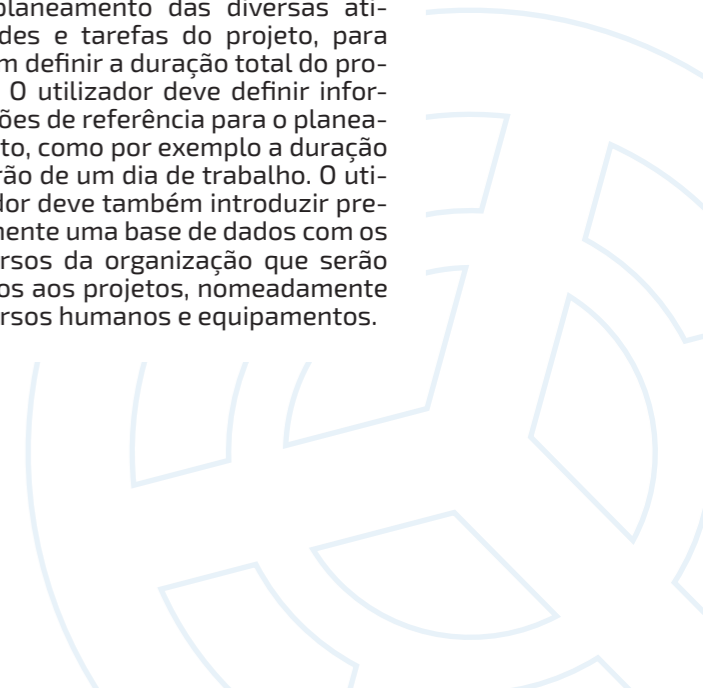 planeamento das diversas ati-
des e tarefas do projeto, para
m definir a duração total do pro-
O utilizador deve definir infor-
ões de referência para o planea-
to, como por exemplo a duração
rão de um dia de trabalho. O uti-
dor deve também introduzir pre-
mente uma base de dados com os
rsos da organização que serão
os aos projetos, nomeadamente
rsos humanos e equipamentos.